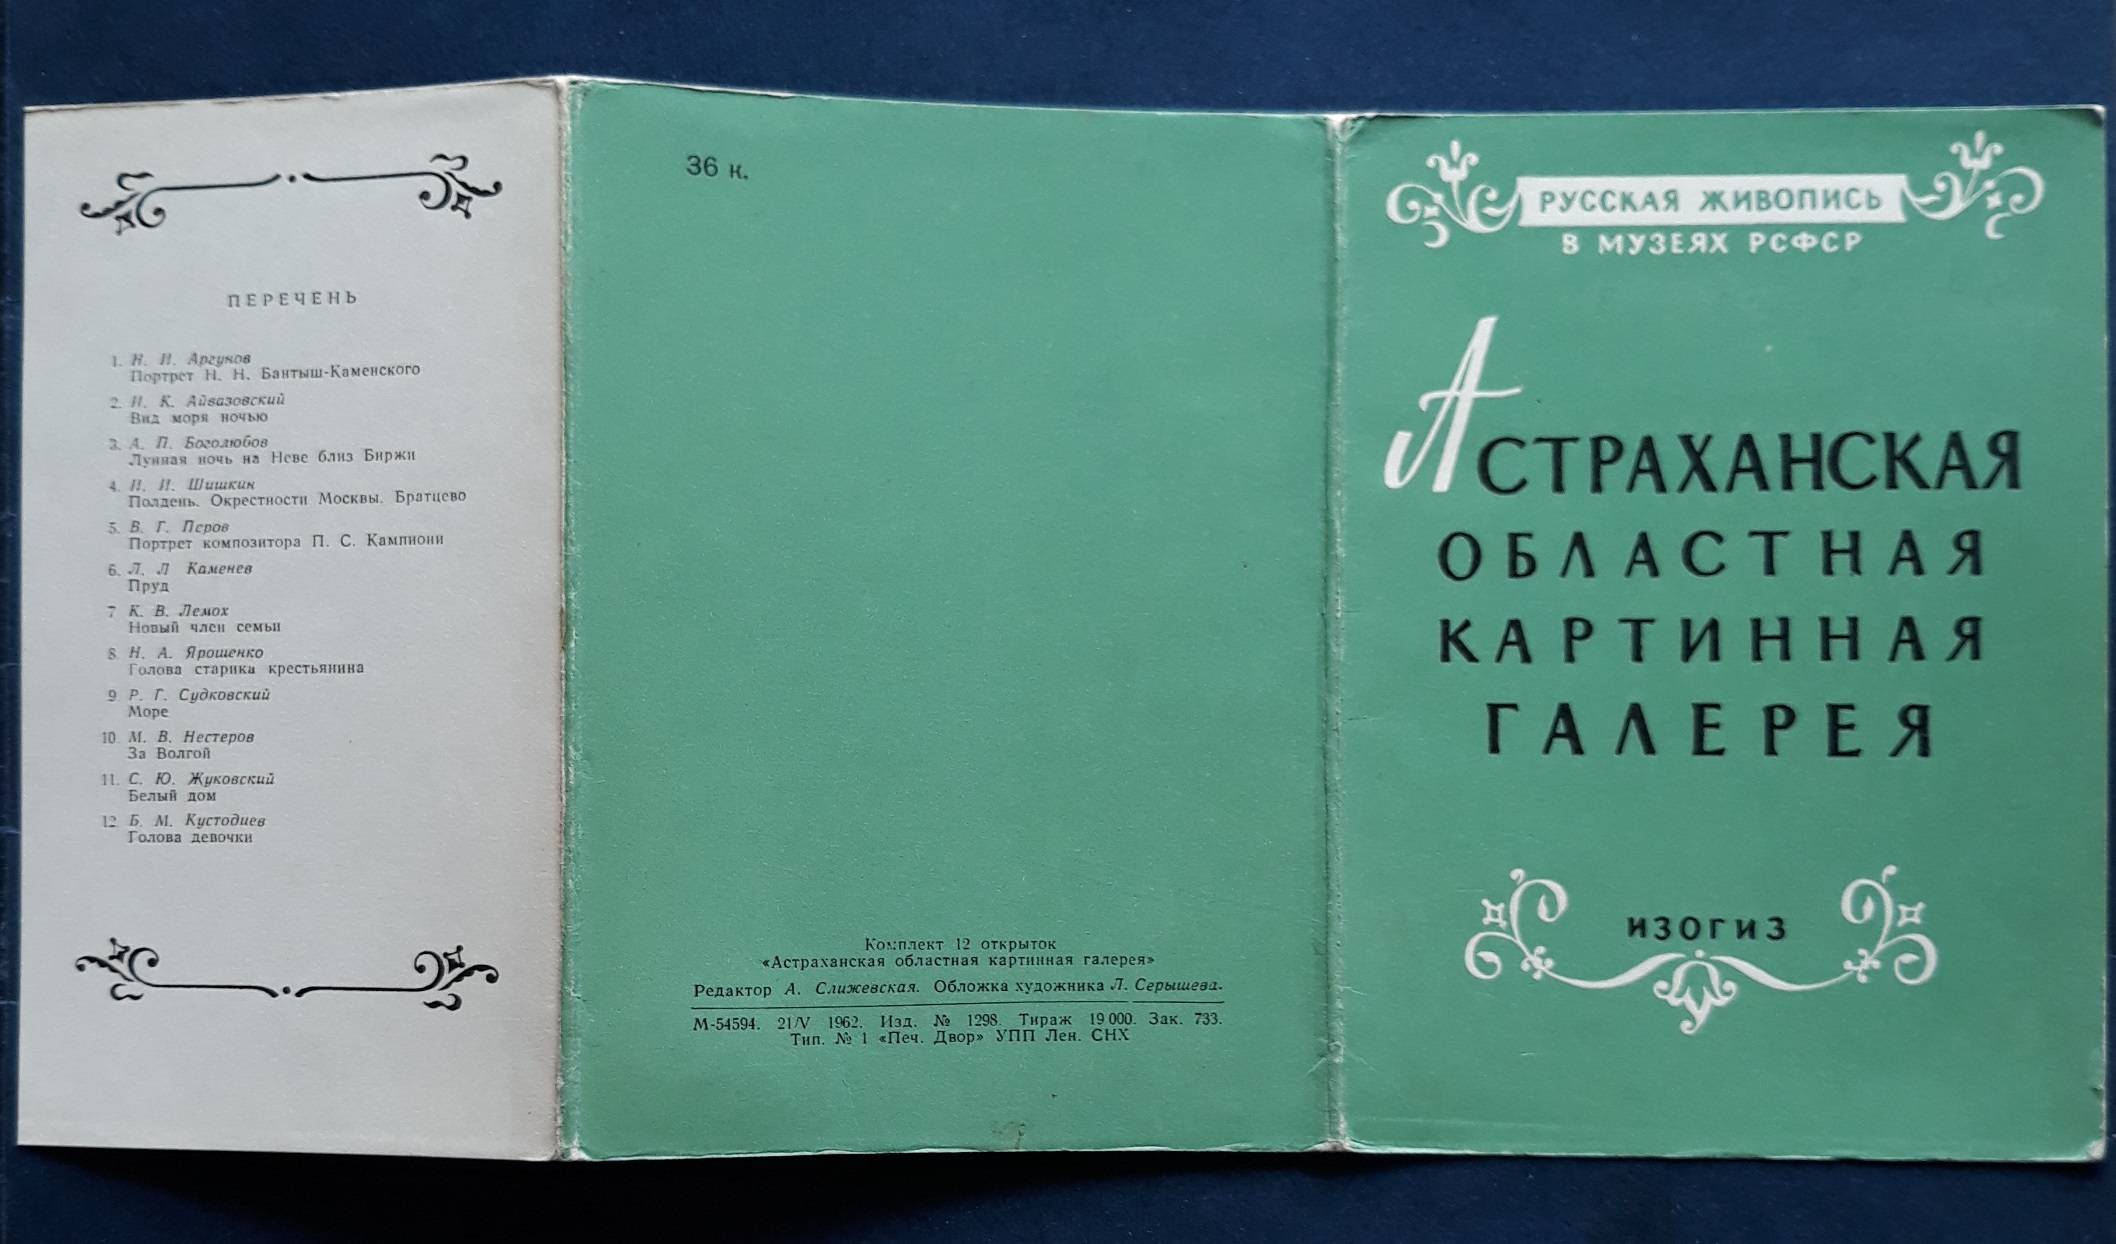 ПЕРЕЧЕНЬ
1. Н. И. Аргунов
Портрет Н. Н. Бантыш-Каменского
2. И. К. Айвазовский
Вид моря ночью
3. А. П. Боголюбов
Лунная ночь на Неве близ Биржи
4. И. И. Шишкин
Полдень. Окрестности Москвы. Братцево
5. В. Г. Перов
Портрет композитора П. С. Кампиони
6. Л. Л Каменев
Пруд
7 К. В. Лемох
Новый член семьи
8 Н. А. Ярошенко
Голова старика крестьянина
9 Р. Г. Судковский
Море
10 М. В. Нестеров
За Волгой
11. С. Ю. Жуковский
Белый дом
12 Б. М. Кустодиев
Голова девочки
36 к.
Комплект 12 открыток
«Астраханская областная картинная галерея»
Редактор А. Слижевская. Обложка художника Л. Серышева.
М-54594. 21/V 1962. Изд. № 1298. Тираж 19 000. Зак. 733.
Тип. № 1 «Печ. Двор» УПП Лен. СНХ
РУССКАЯ ЖИВОПИСЬ
В МУЗЕЯХ РСФСР
АСТРАХАНСКАЯ
ОБЛАСТНАЯ
КАРТИННАЯ
ГАЛЕРЕЯ
ИЗОГИЗ